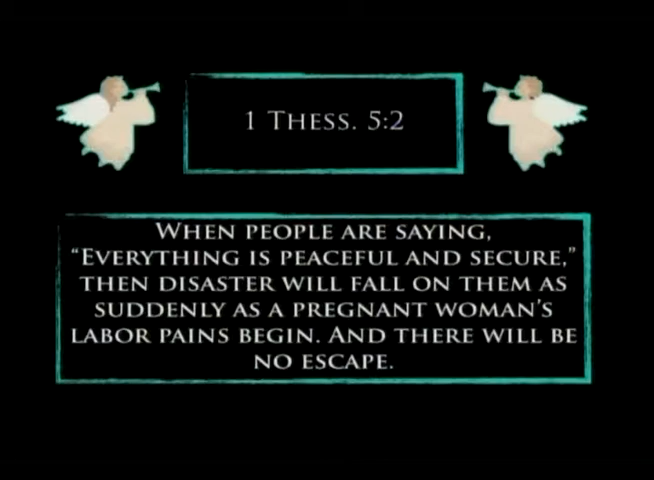 1 Thess. 5:2
When people are saying,
“Everything is peaceful and secure,”
then disaster will fall on them as
suddenly as a pregnant woman’s
labor pains begin. And there will be
no escape.